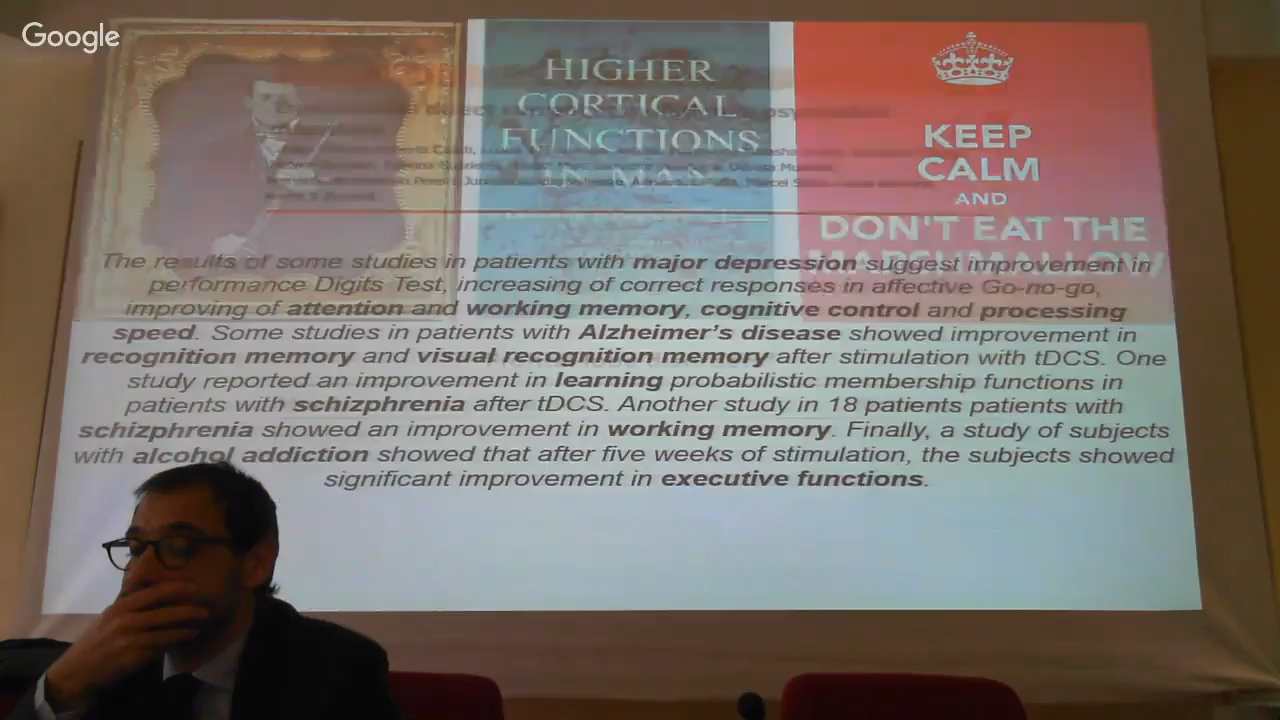 Google
HIGHER
CORTICAL
FUNCTIONS
IN MAN
KEEP
CALM
AND
DON'T EAT THE
MARSHMALLOW
The results of some studies in patients with major depression suggest improvement in
performance Digits Test, increasing of correct responses in affective Go-no-go,
improving of attention and working memory, cognitive control and processing
speed. Some studies in patients with Alzheimer's disease showed improvement in
recognition memory and visual recognition memory after stimulation with tDCS. One
study reported an improvement in learning probabilistic membership functions in
patients with schizphrenia after tDCS. Another study in 18 patients patients with
schizphrenia showed an improvement in working memory. Finally, a study of subjects
with alcohol addiction showed that after five weeks of stimulation, the subjects showed
significant improvement in executive functions.